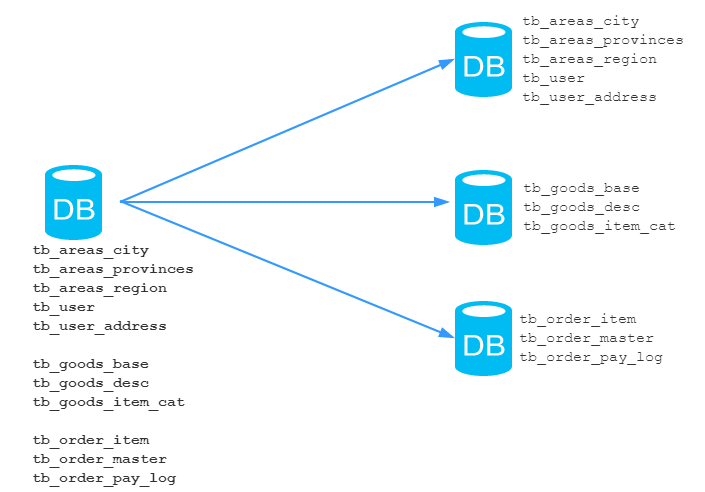 DB
tb_areas_city
tb_areas_provinces
tb_areas_region
tb_user
tb_user_address
tb_goods_base
tb_goods_desc
tb_goods_item_cat
tb_order_item
tb_order_master
tb_order_pay_log
DB
tb_areas_city
tb_areas_provinces
tb_areas_region
tb_user
tb_user_address
DB
tb_goods_base
tb_goods_desc
tb_goods_item_cat
DB
tb_order_item
tb_order_master
tb_order_pay_log